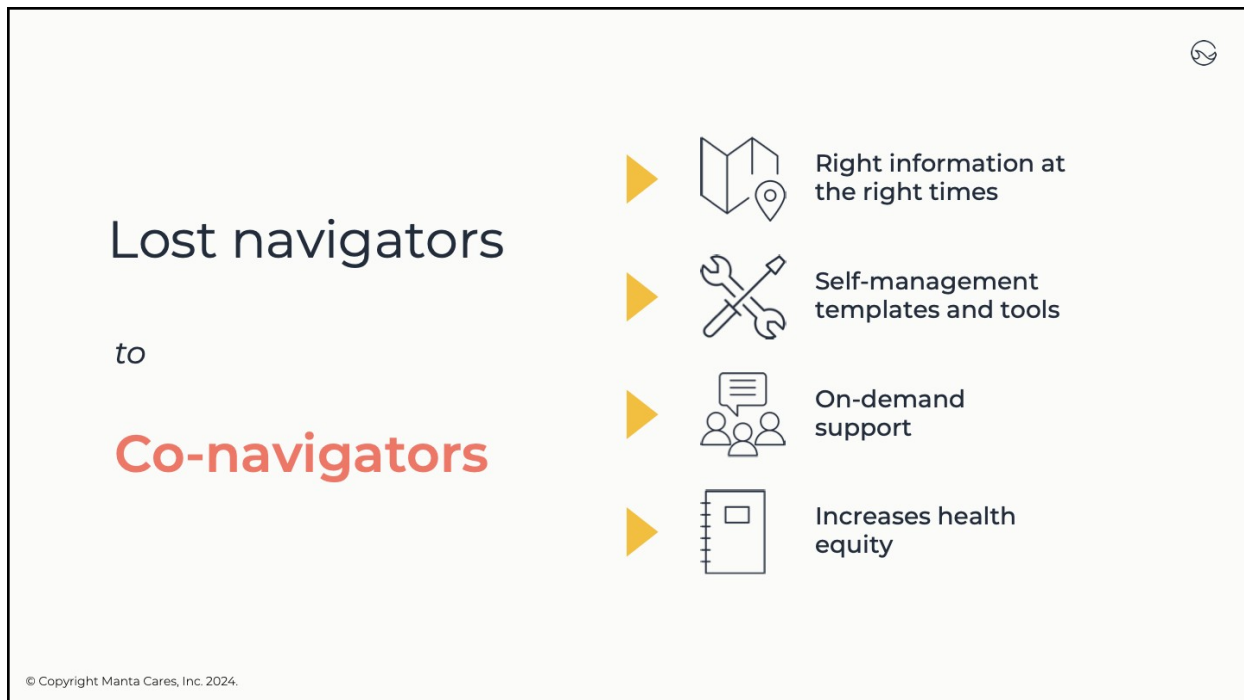 Lost navigators
to
Co-navigators
Right information at
the right times
Self-management
templates and tools
On-demand
support
Increases health
equity
© Copyright Manta Cares, Inc. 2024.